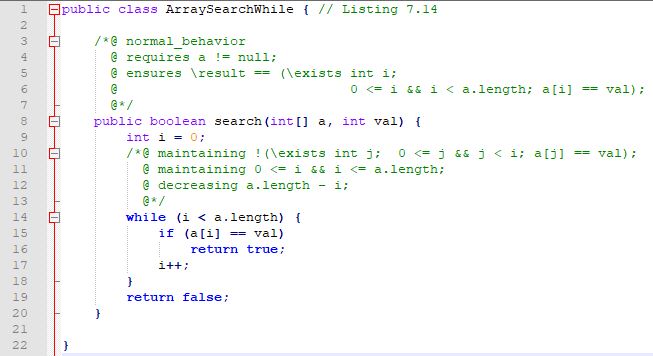 1 public class ArraySearchWhile { // Listing 7.14
2
3 /*@ normal_behavior
4 @ requires a != null;
5 @ ensures \result == (\exists int i;
6 @ 0 <= i && i < a.length; a[i] == val);
7 @*/
8 public boolean search(int[] a, int val) {
9 int i = 0;
10 /*@ maintaining !(\exists int j; 0 <= j && j < i; a[j] == val);
11 @ maintaining 0 <= i && i <= a.length;
12 @ decreasing a.length - i;
13 @*/
14 while (i < a.length) {
15 if (a[i] == val)
16 return true;
17 i++;
18 }
19 return false;
20 }
21
22 }